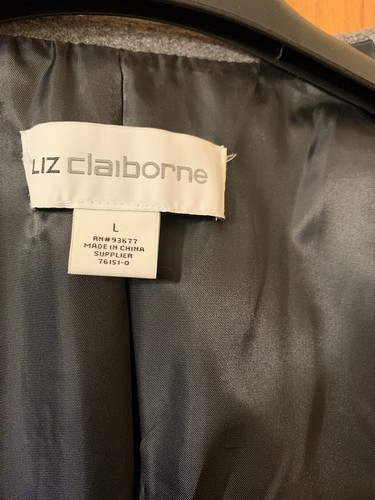 LIZ claiborne
L
RN#93677
MADE IN CHINA
SUPPLIER
76151-0